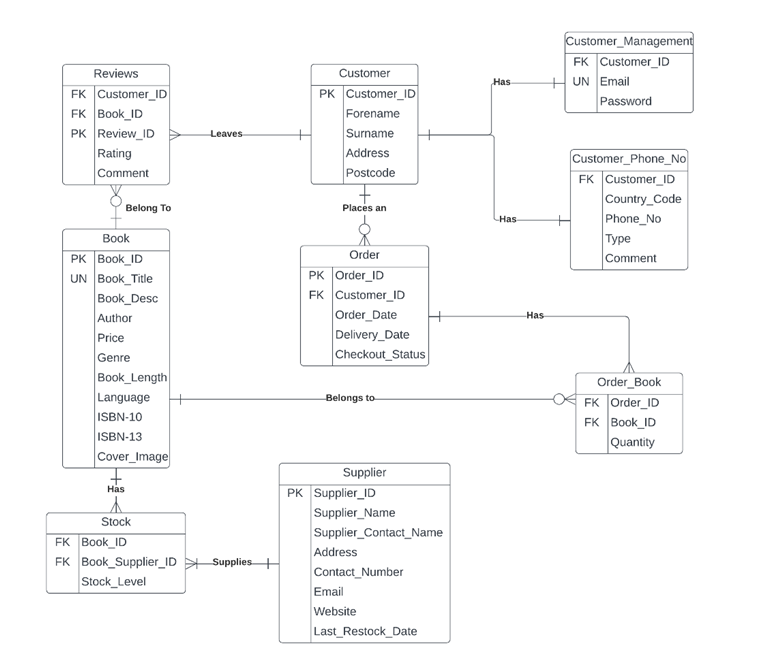 Customer_Management
FK Customer_ID
UN Email
Password
Reviews
FK Customer_ID
FK Book_ID
PK Review_ID
Rating
Comment
Customer
PK Customer_ID
Forename
Surname
Address
Postcode
Has
Leaves
Customer_Phone_No
FK Customer_ID
Country_Code
Phone_No
Type
Comment
Has
Belong To
Places an
Book
PK Book_ID
UN Book_Title
Book_Desc
Author
Price
Genre
Book_Length
Language
ISBN-10
ISBN-13
Cover_Image
Order
PK Order_ID
FK Customer_ID
Order_Date
Delivery_Date
Checkout_Status
Has
Order_Book
FK Order_ID
FK Book_ID
Quantity
Belongs to
Has
Stock
FK Book_ID
FK Book_Supplier_ID
Stock_Level
Supplies
Supplier
PK Supplier_ID
Supplier_Name
Supplier_Contact_Name
Address
Contact_Number
Email
Website
Last_Restock_Date